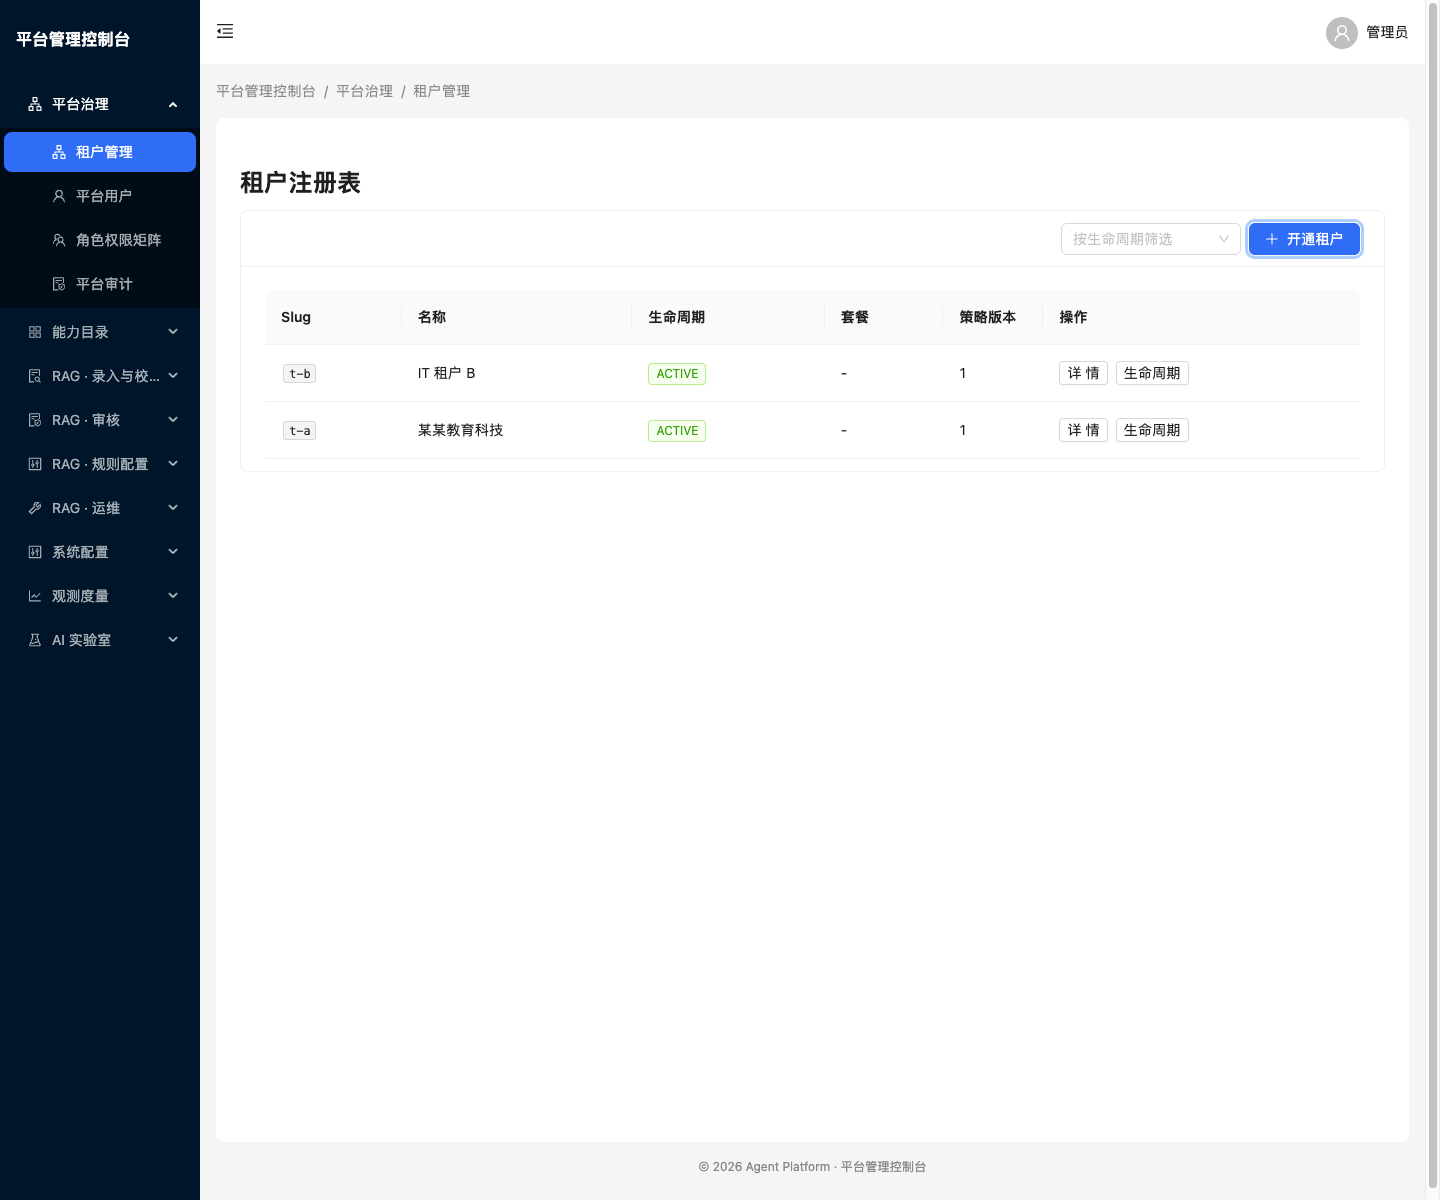 平台管理控制台
管理员
平台管理控制台 / 平台治理 / 租户管理
平台治理
租户管理
平台用户
角色权限矩阵
平台审计
能力目录
RAG · 录入与校...
RAG · 审核
RAG · 规则配置
RAG · 运维
系统配置
观测度量
AI 实验室
租户注册表
按生命周期筛选 开通租户
Slug 名称 生命周期 套餐 策略版本 操作
t-b IT 租户 B ACTIVE - 1 详 情 生命周期
t-a 某某教育科技 ACTIVE - 1 详 情 生命周期
© 2026 Agent Platform · 平台管理控制台